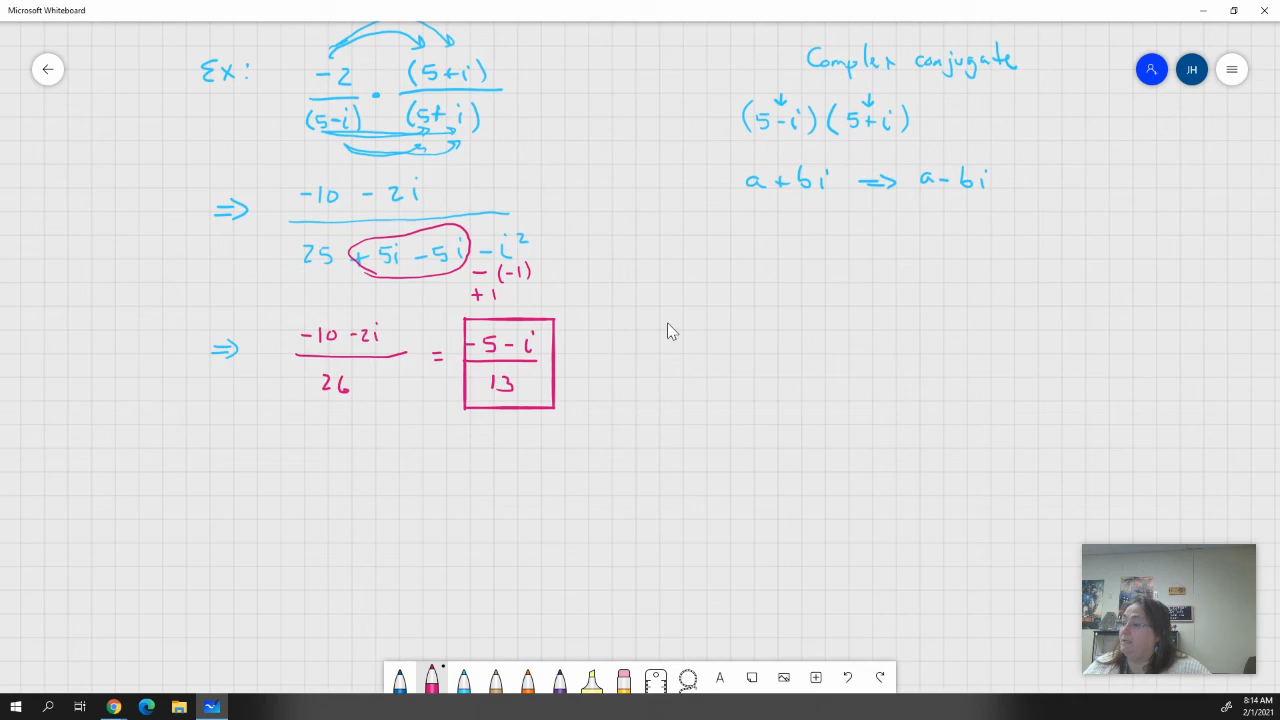 Microsoft Whiteboard
Ex: -2/(5-i) · (5+i)/(5+i)
Complex conjugate
(5-i)(5+i)
a+bi ⇒ a-bi
JH
⇒ -10 - 2i
25 +5i -5i -i²
-(-1)
+1
⇒ -10-2i / 26 = -5-i / 13
A
8:14 AM
2/1/2021